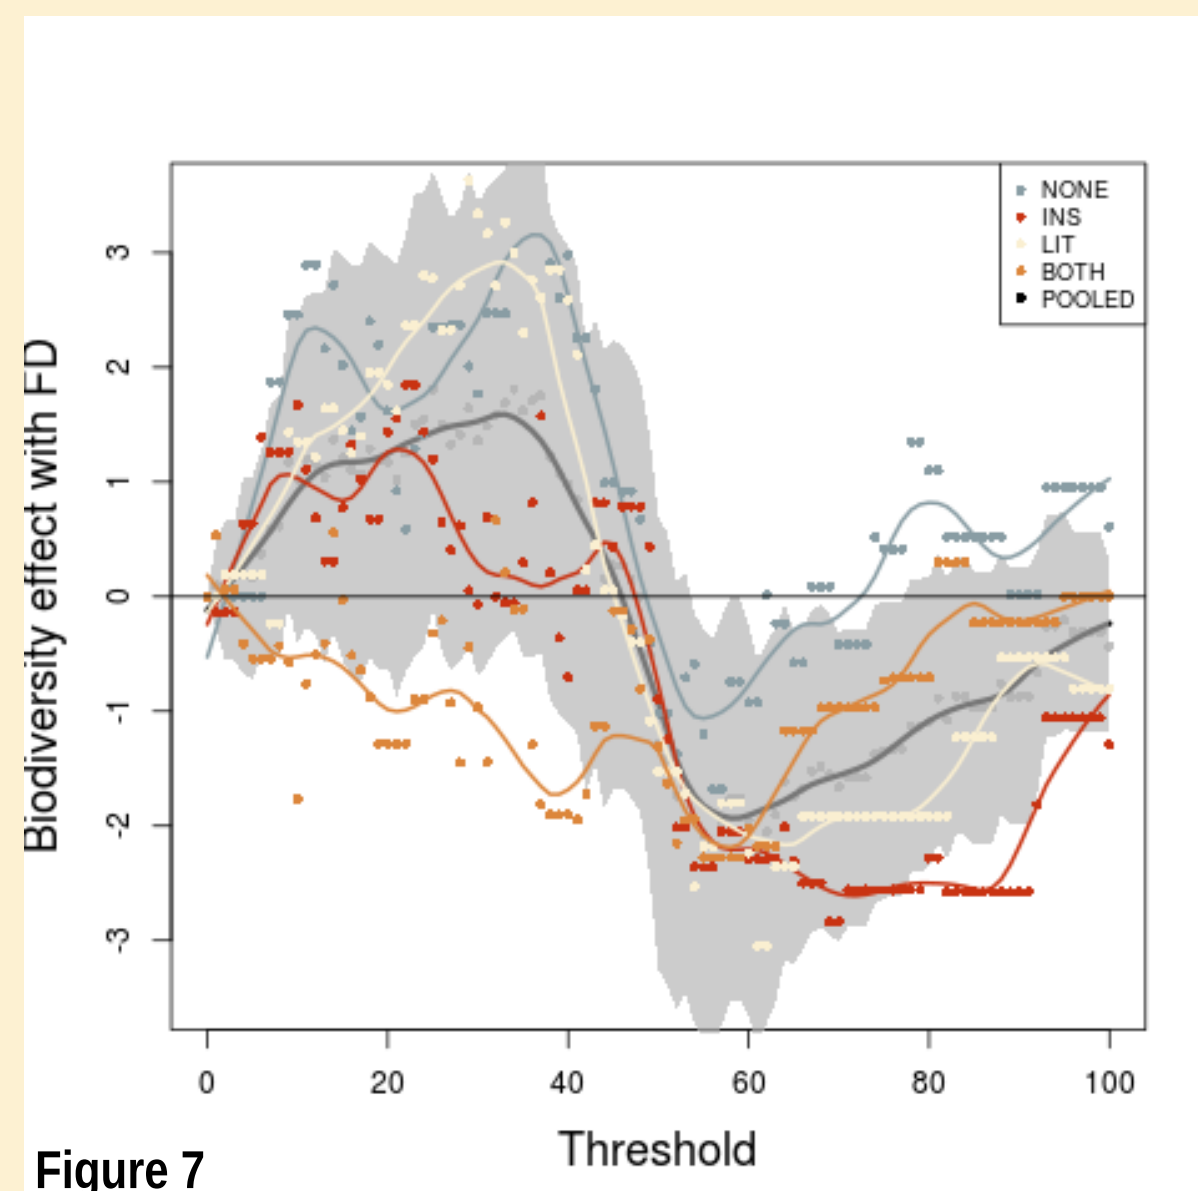 NONE
INS
LIT
BOTH
POOLED
3
2
1
0
-1
-2
-3
Biodiversity effect with FD
0 20 40 60 80 100
Threshold
Figure 7